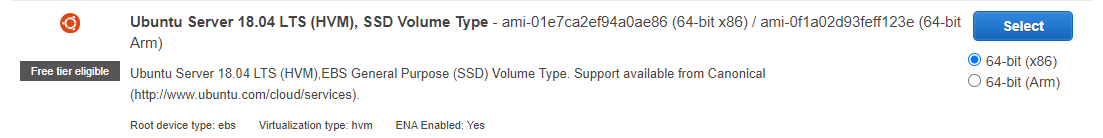 Ubuntu Server 18.04 LTS (HVM), SSD Volume Type - ami-01e7ca2ef94a0ae86 (64-bit x86) / ami-0f1a02d93feff123e (64-bit
Arm)
Select
Free tier eligible
Ubuntu Server 18.04 LTS (HVM),EBS General Purpose (SSD) Volume Type. Support available from Canonical
(http://www.ubuntu.com/cloud/services).
64-bit (x86)
64-bit (Arm)
Root device type: ebs Virtualization type: hvm ENA Enabled: Yes